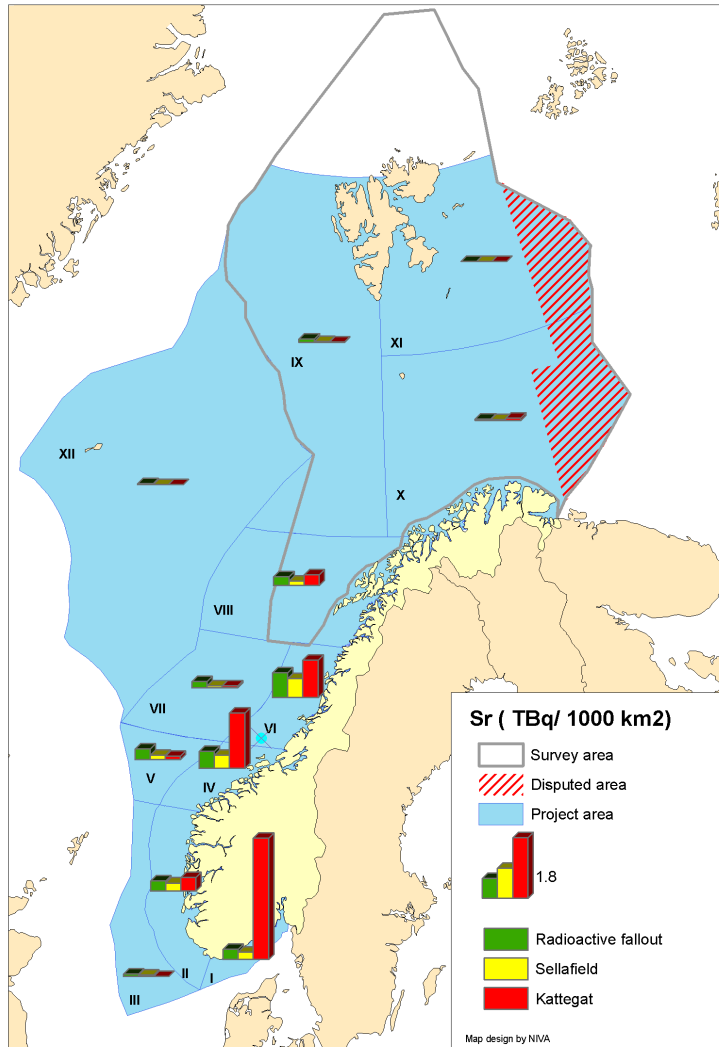 XI
IX
XII
X
VIII
VII
VI
V
IV
II
I
III
Sr ( TBq/ 1000 km2)
Survey area
Disputed area
Project area
1.8
Radioactive fallout
Sellafield
Kattegat
Map design by NIVA